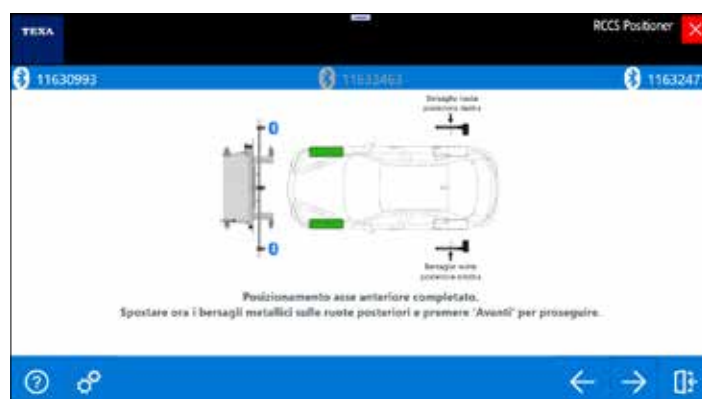 TEXA
RCCS Positioner
11630993
11632463
1163247
Bersaglio ruota
posteriore destra
Bersaglio ruota
posteriore sinistra
Posizionamento asse anteriore completato.
Spostare ora i bersagli metallici sulle ruote posteriori e premere 'Avanti' per proseguire.